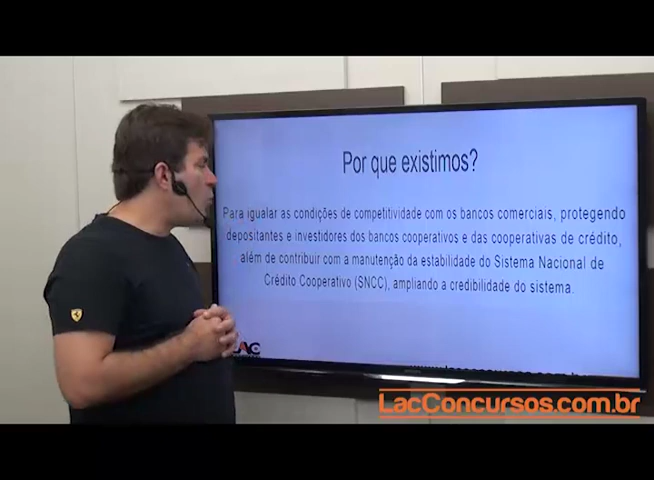 Por que existimos?
Para igualar as condições de competitividade com os bancos comerciais, protegendo
depositantes e investidores dos bancos cooperativos e das cooperativas de crédito,
além de contribuir com a manutenção da estabilidade do Sistema Nacional de
Crédito Cooperativo (SNCC), ampliando a credibilidade do sistema.
LAC
LacConcursos.com.br